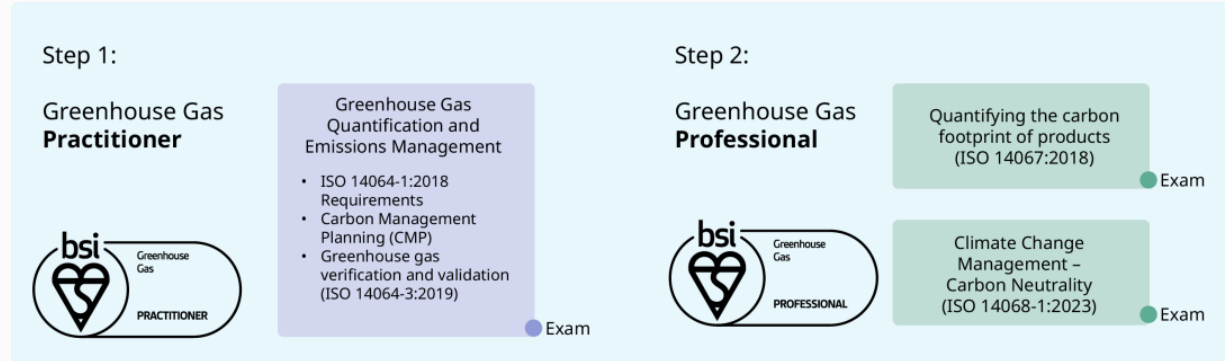 Step 1:
Greenhouse Gas
Practitioner
Greenhouse Gas
Quantification and
Emissions Management
• ISO 14064-1:2018
Requirements
• Carbon Management
Planning (CMP)
• Greenhouse gas
verification and validation
(ISO 14064-3:2019)
Exam
bsi
Greenhouse
Gas
PRACTITIONER
Step 2:
Greenhouse Gas
Professional
Quantifying the carbon
footprint of products
(ISO 14067:2018)
Exam
bsi
Greenhouse
Gas
PROFESSIONAL
Climate Change
Management –
Carbon Neutrality
(ISO 14068-1:2023)
Exam